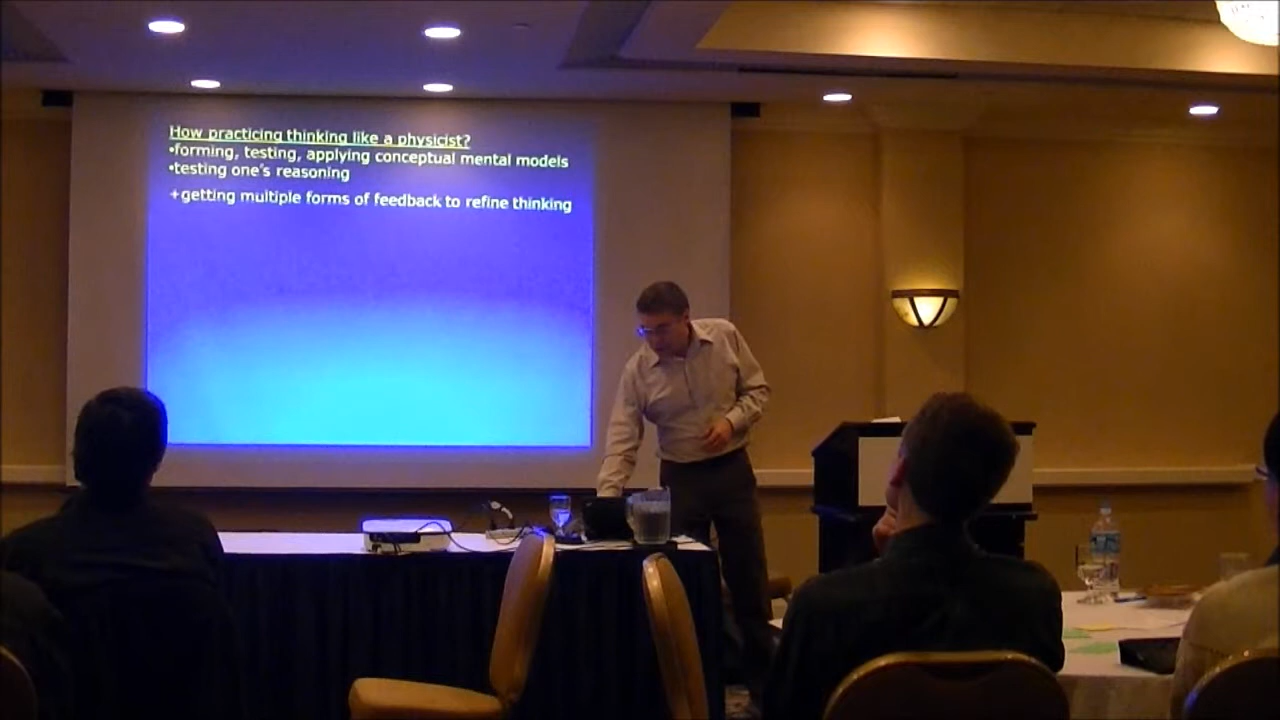 How practicing thinking like a physicist?
•forming, testing, applying conceptual mental models
•testing one's reasoning
+getting multiple forms of feedback to refine thinking